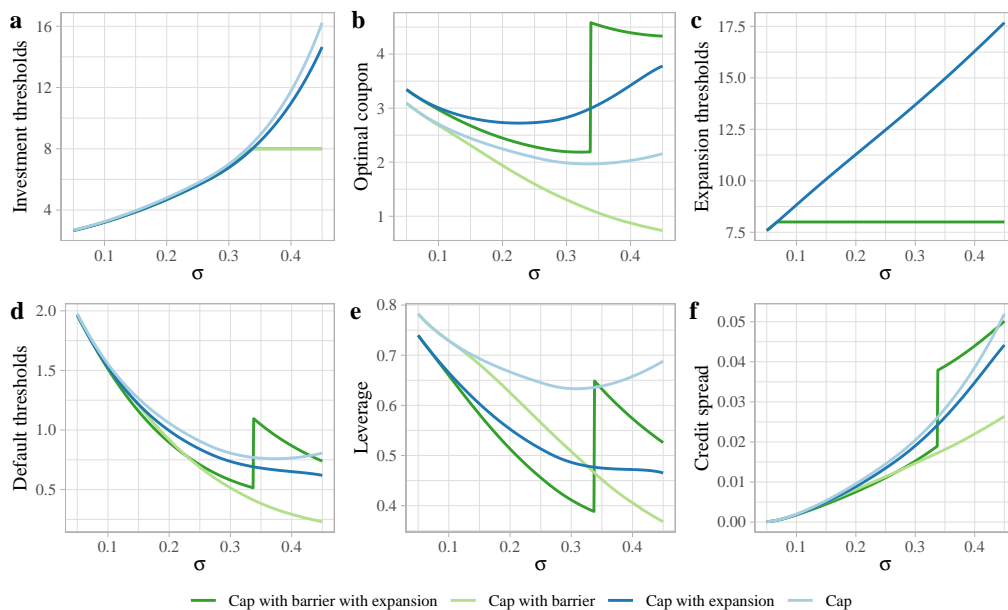 a
Investment thresholds
16
12
8
4
0.1 0.2 0.3 0.4
σ
b
Optimal coupon
4
3
2
1
0.1 0.2 0.3 0.4
σ
c
Expansion thresholds
17.5
15.0
12.5
10.0
7.5
0.1 0.2 0.3 0.4
σ
d
Default thresholds
2.0
1.5
1.0
0.5
0.1 0.2 0.3 0.4
σ
e
Leverage
0.8
0.7
0.6
0.5
0.4
0.1 0.2 0.3 0.4
σ
f
Credit spread
0.05
0.04
0.03
0.02
0.01
0.00
0.1 0.2 0.3 0.4
σ
Cap with barrier with expansion Cap with barrier Cap with expansion Cap